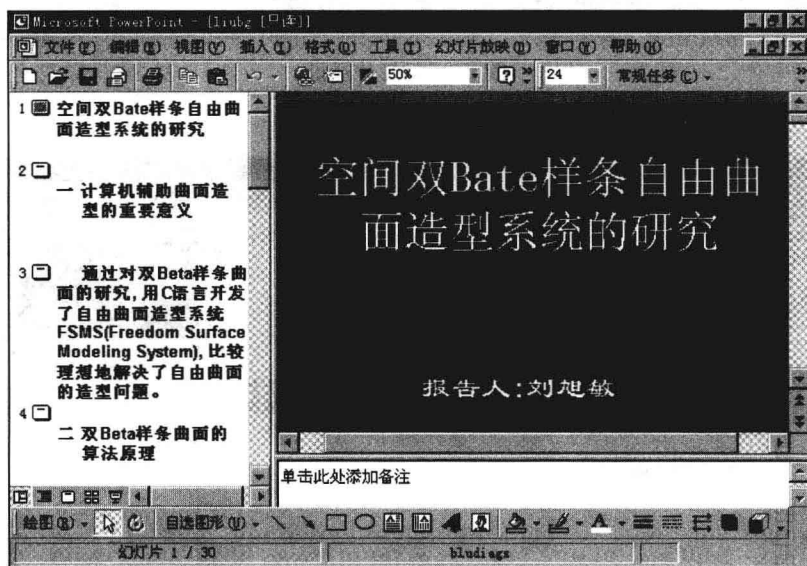 Microsoft PowerPoint - [liubg [只读]]
文件(F) 编辑(E) 视图(V) 插入(I) 格式(O) 工具(T) 幻灯片放映(D) 窗口(W) 帮助(H)
50% 24 常规任务(C)
1 空间双Bate样条自由曲
面造型系统的研究
2
一 计算机辅助曲面造
型的重要意义
3 通过对双Beta样条曲
面的研究,用C语言开发
了自由曲面造型系统
FSMS(Freedom Surface
Modeling System),比较
理想地解决了自由曲面
的造型问题。
4
二 双Beta样条曲面的
算法原理
空间双Bate样条自由曲
面造型系统的研究
报告人:刘旭敏
单击此处添加备注
绘图(R) 自选图形(U)
幻灯片 1 / 30 bludiags